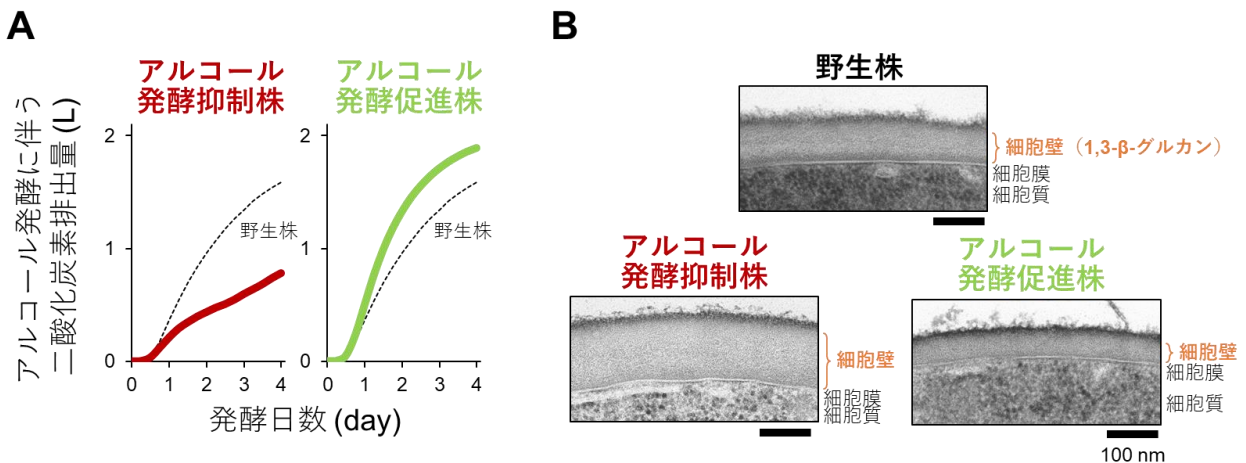 A
アルコール
発酵抑制株
アルコール
発酵促進株
アルコール発酵に伴う
二酸化炭素排出量 (L)
2
1
0
野生株
0
1
2
3
4
2
1
0
野生株
0
1
2
3
4
発酵日数 (day)
B
野生株
細胞壁（1,3-β-グルカン）
細胞膜
細胞質
アルコール
発酵抑制株
細胞壁
細胞膜
細胞質
アルコール
発酵促進株
細胞壁
細胞膜
細胞質
100 nm